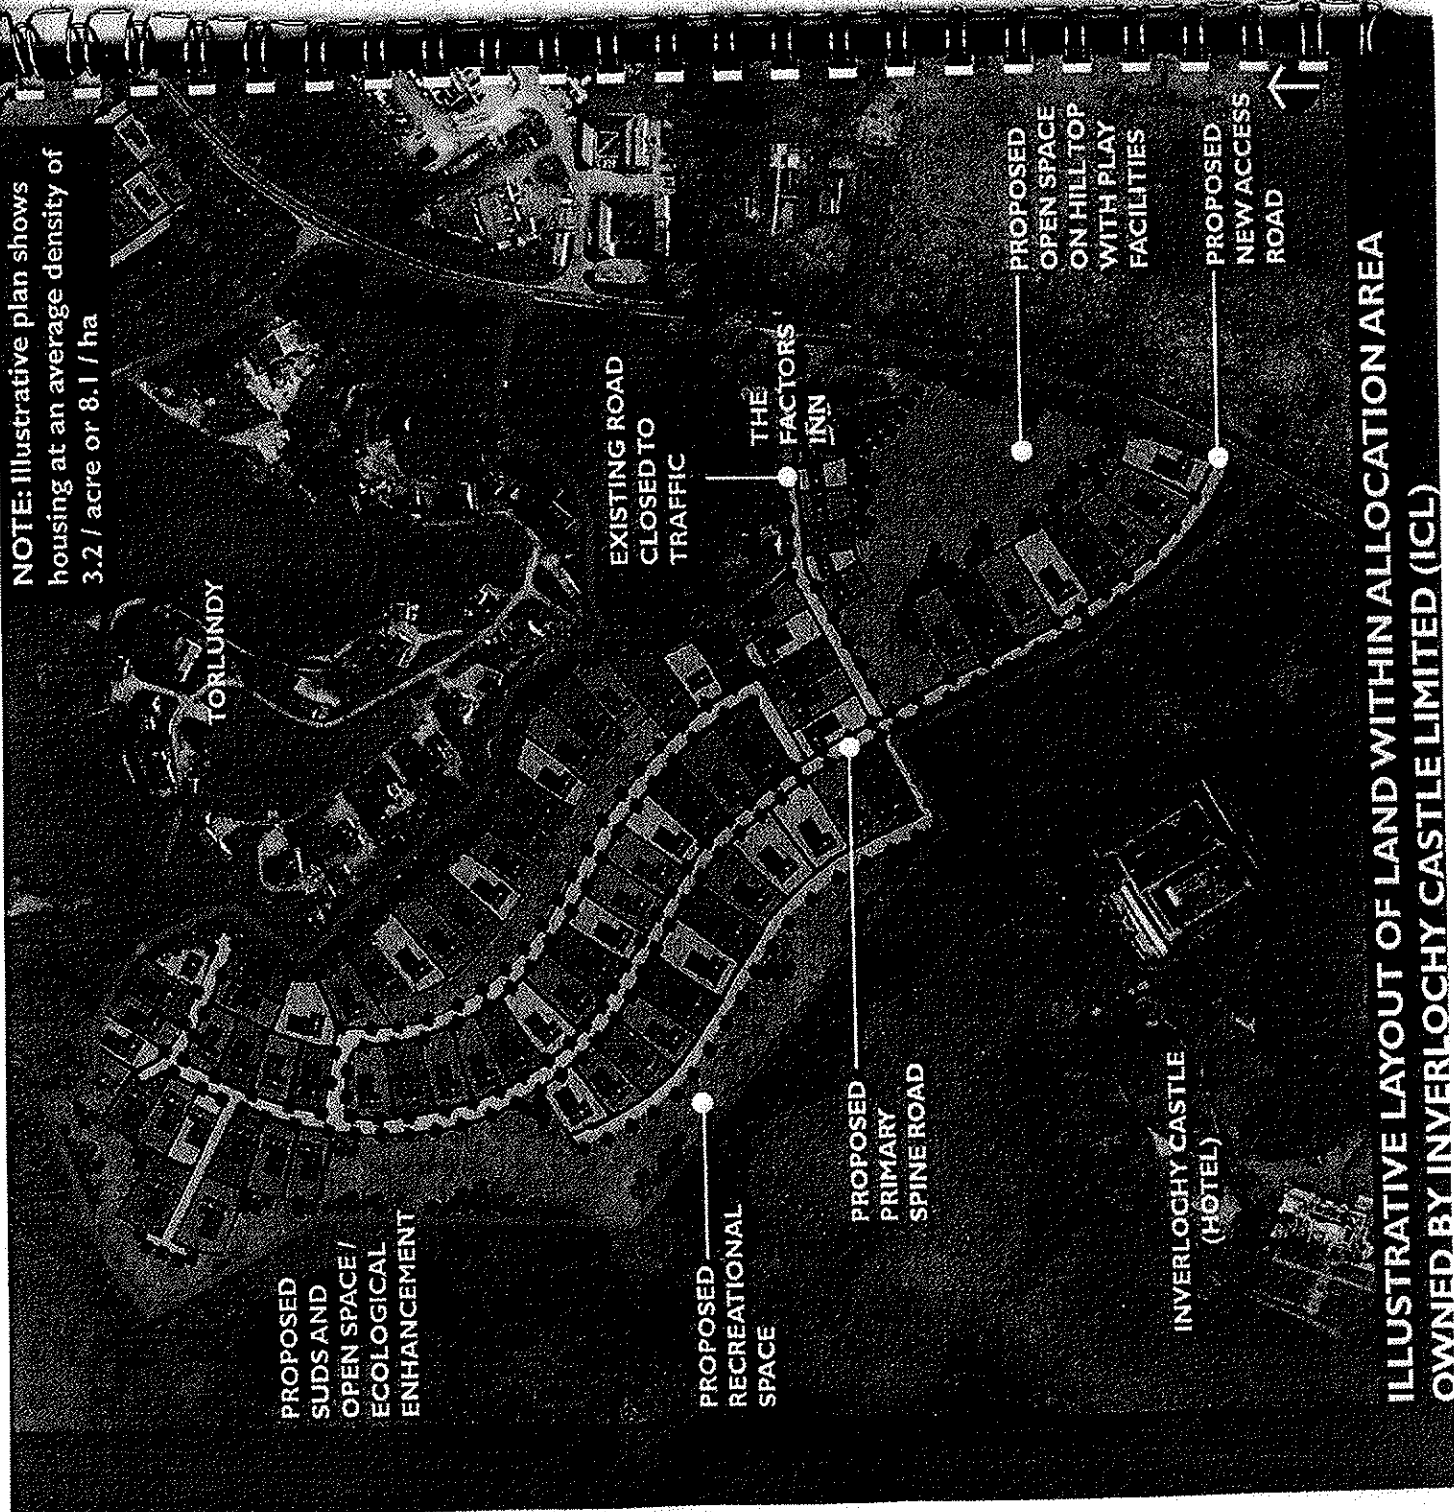 NOTE: Illustrative plan shows
housing at an average density of
3.2 / acre or 8.1 / ha
TORLUNDY
PROPOSED
SUDS AND
OPEN SPACE /
ECOLOGICAL
ENHANCEMENT
EXISTING ROAD
CLOSED TO
TRAFFIC
PROPOSED
RECREATIONAL
SPACE
THE
FACTORS'
INN
PROPOSED
PRIMARY
SPINE ROAD
PROPOSED
OPEN SPACE
ON HILL TOP
WITH PLAY
FACILITIES
INVERLOCHY CASTLE
(HOTEL)
PROPOSED
NEW ACCESS
ROAD
ILLUSTRATIVE LAYOUT OF LAND WITHIN ALLOCATION AREA
OWNED BY INVERLOCHY CASTLE LIMITED (ICL)